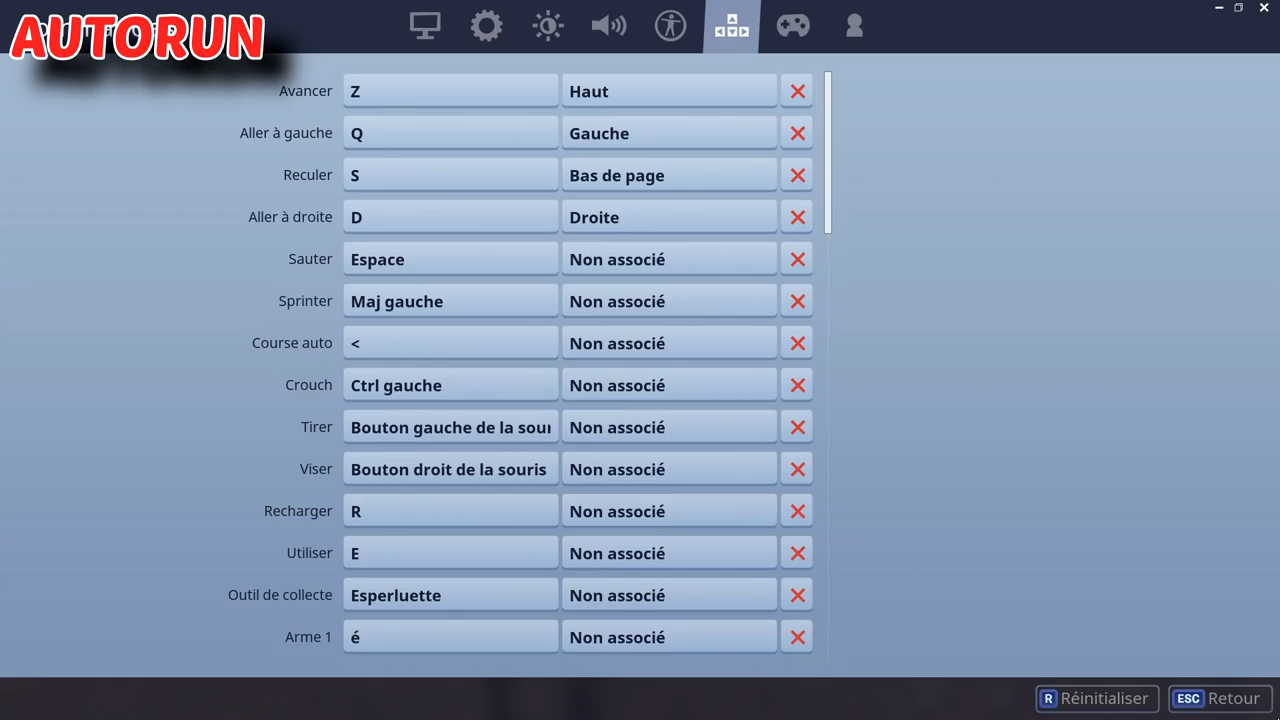 AUTORUN
Avancer Z Haut
Aller à gauche Q Gauche
Reculer S Bas de page
Aller à droite D Droite
Sauter Espace Non associé
Sprinter Maj gauche Non associé
Course auto < Non associé
Crouch Ctrl gauche Non associé
Tirer Bouton gauche de la sour Non associé
Viser Bouton droit de la souris Non associé
Recharger R Non associé
Utiliser E Non associé
Outil de collecte Esperluette Non associé
Arme 1 é Non associé
R Réinitialiser ESC Retour